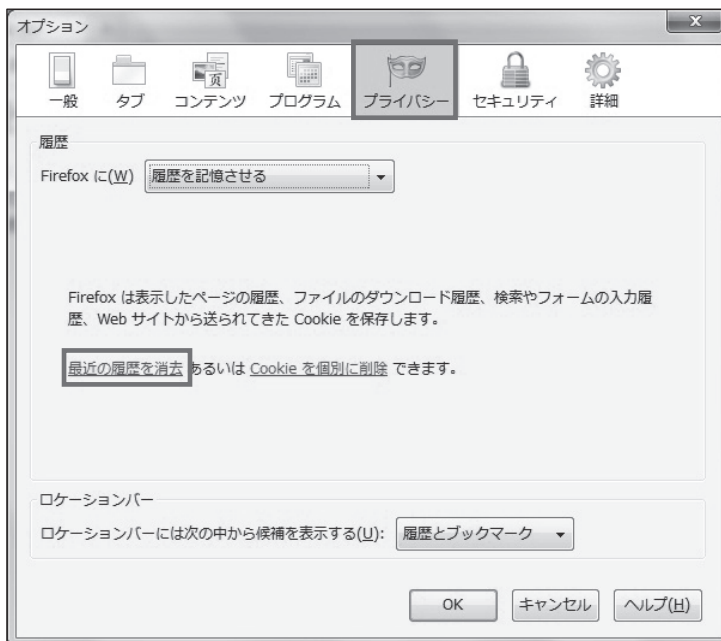 オプション
x
頁
一般 タブ コンテンツ プログラム プライバシー セキュリティ 詳細
履歴
Firefox に(W) 履歴を記憶させる
Firefox は表示したページの履歴、ファイルのダウンロード履歴、検索やフォームの入力履
歴、Web サイトから送られてきた Cookie を保存します。
最近の履歴を消去 あるいは Cookie を個別に削除 できます。
ロケーションバー
ロケーションバーには次の中から候補を表示する(U): 履歴とブックマーク
OK キャンセル ヘルプ(H)